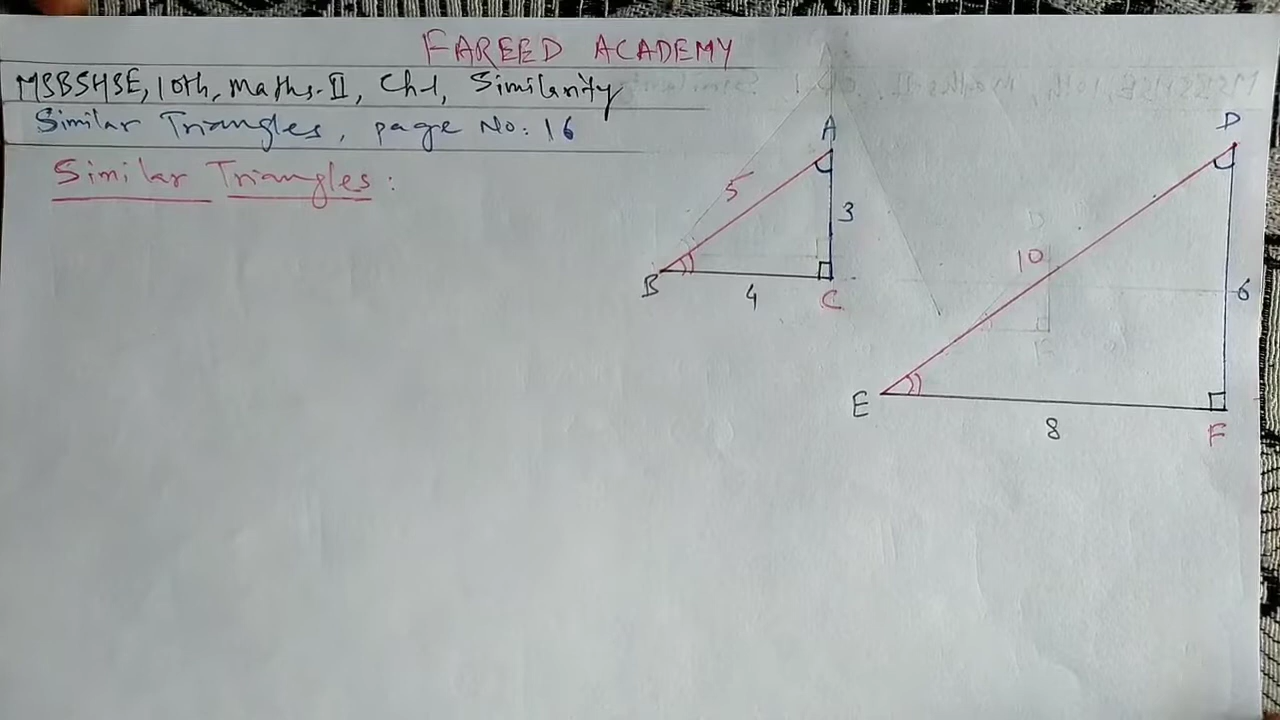 FAREED ACADEMY
MSBSHSE, 10th, Maths-II, Ch-1, Similarity
Similar Triangles, page No: 16
Similar Triangles:
A
5
3
B
4
C
D
10
6
E
8
F